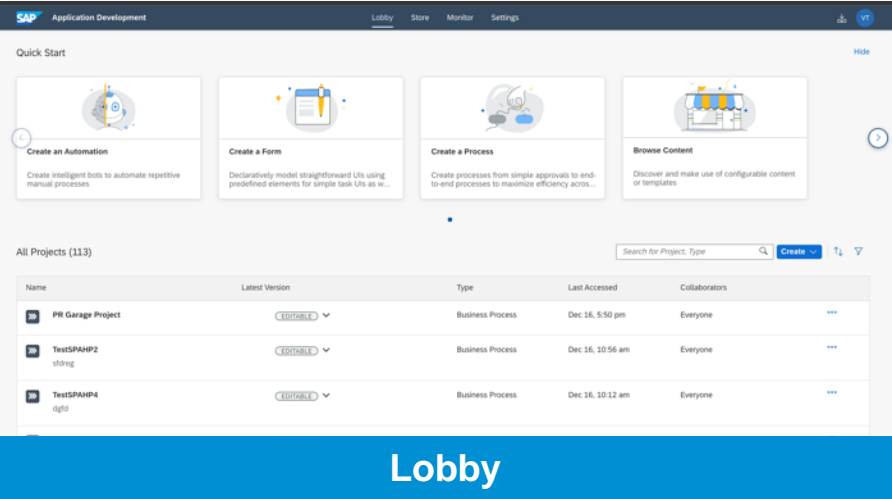 SAP Application Development Lobby Store Monitor Settings VT
Quick Start Hide
Create an Automation
Create intelligent bots to automate repetitive
manual processes
Create a Form
Declaratively model straightforward UIs using
predefined elements for simple task UIs as w...
Create a Process
Create processes from simple approvals to end-
to-end processes to maximize efficiency acros...
Browse Content
Discover and make use of configurable content
or templates
All Projects (113) Search for Project, Type Create
Name Latest Version Type Last Accessed Collaborators
PR Garage Project EDITABLE Business Process Dec 16, 5:50 pm Everyone
TestSPAHP2 EDITABLE Business Process Dec 16, 10:56 am Everyone
sfdreg
TestSPAHP4 EDITABLE Business Process Dec 16, 10:12 am Everyone
dgfd
Lobby